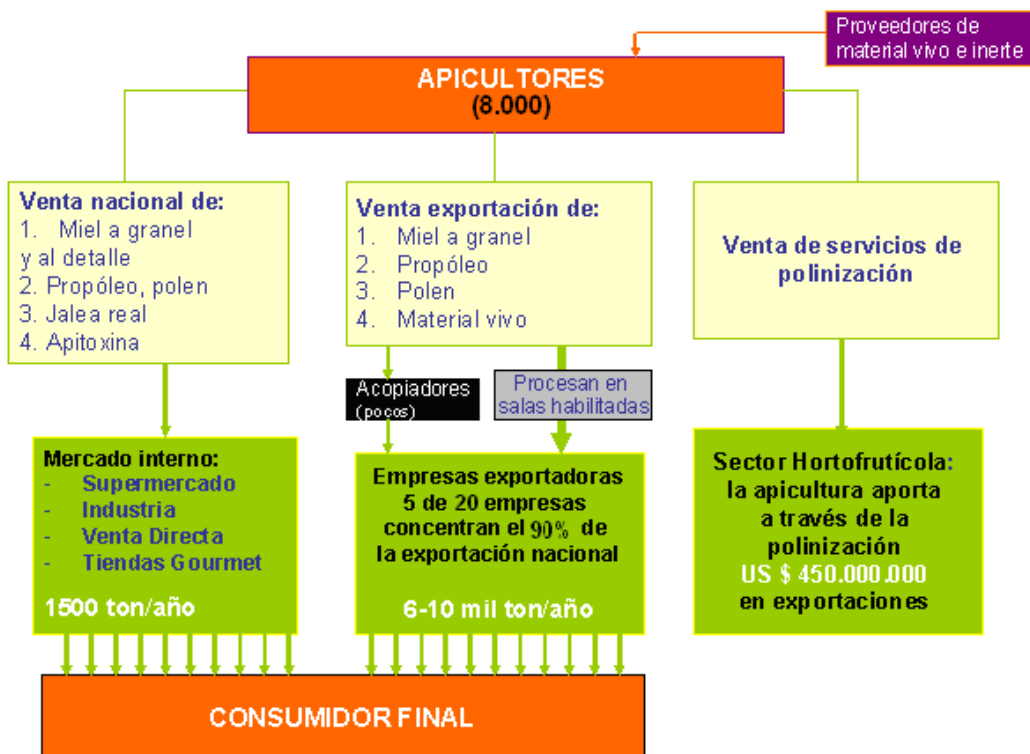 Proveedores de
material vivo e inerte
APICULTORES
(8.000)
Venta nacional de:
1. Miel a granel
y al detalle
2. Propóleo, polen
3. Jalea real
4. Apitoxina
Venta exportación de:
1. Miel a granel
2. Propóleo
3. Polen
4. Material vivo
Venta de servicios de
polinización
Acopiadores
(pocos)
Procesan en
salas habilitadas
Mercado interno:
- Supermercado
- Industria
- Venta Directa
- Tiendas Gourmet
1500 ton/año
Empresas exportadoras
5 de 20 empresas
concentran el 90% de
la exportación nacional
6-10 mil ton/año
Sector Hortofrutícola:
la apicultura aporta
a través de la
polinización
US $ 450.000.000
en exportaciones
CONSUMIDOR FINAL